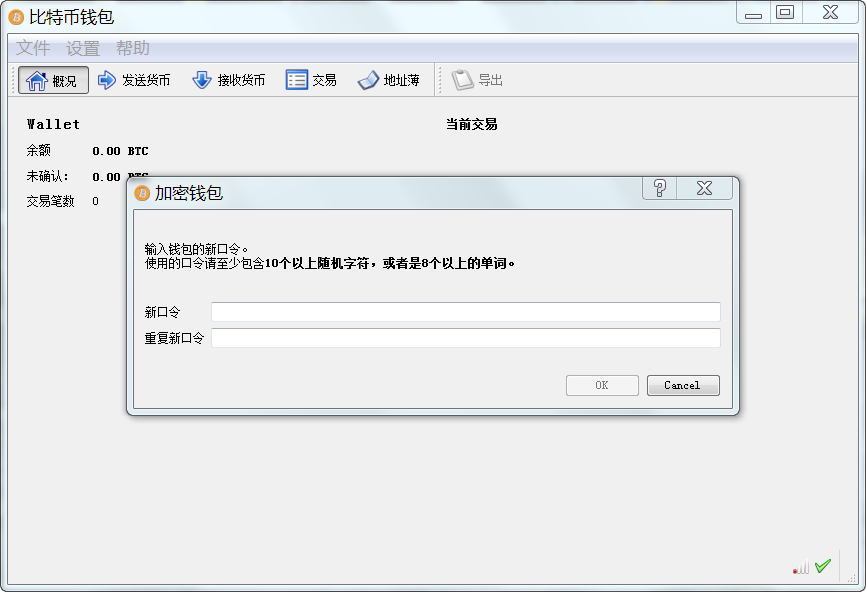 比特币钱包
文件 设置 帮助
概况 发送货币 接收货币 交易 地址薄 导出
Wallet 当前交易
余额 0.00 BTC
未确认: 0.00 BTC
交易笔数 0
加密钱包
输入钱包的新口令。
使用的口令请至少包含10个以上随机字符，或者是8个以上的单词。
新口令
重复新口令
OK Cancel